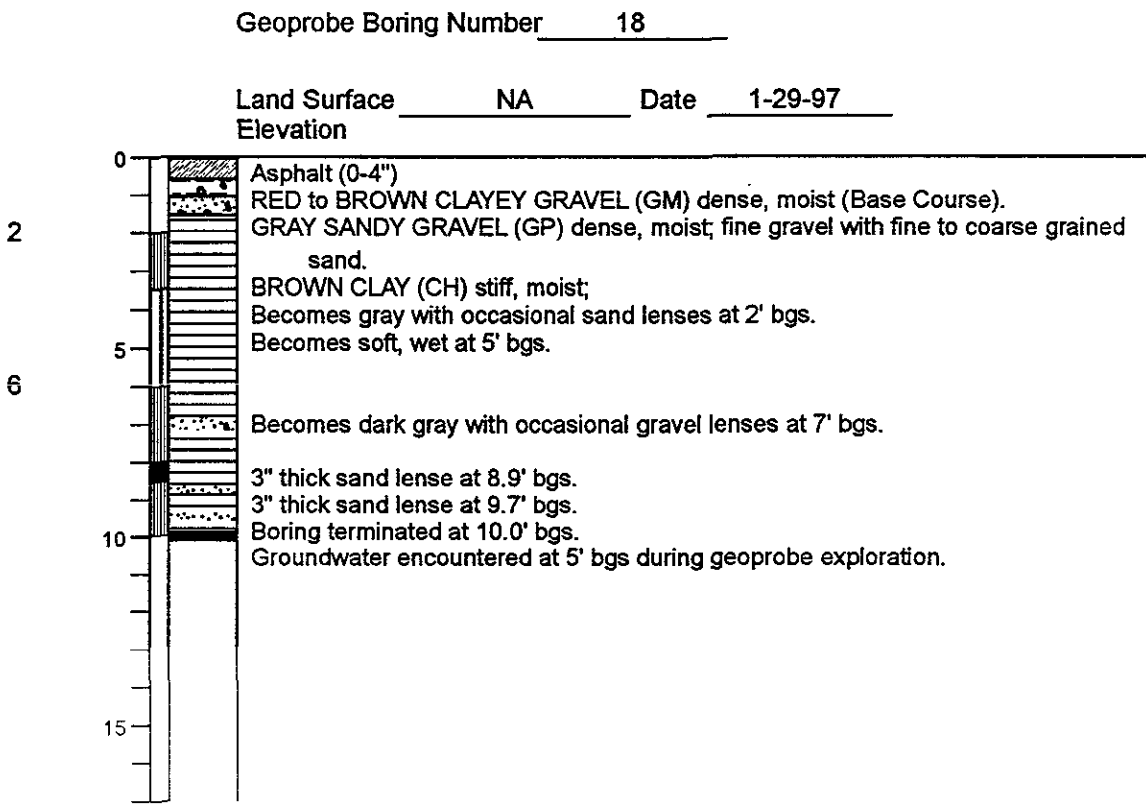 Geoprobe Boring Number 18
Land Surface NA Date 1-29-97
Elevation
0
Asphalt (0-4")
RED to BROWN CLAYEY GRAVEL (GM) dense, moist (Base Course).
2
GRAY SANDY GRAVEL (GP) dense, moist; fine gravel with fine to coarse grained
sand.
BROWN CLAY (CH) stiff, moist;
Becomes gray with occasional sand lenses at 2' bgs.
5
Becomes soft, wet at 5' bgs.
6
Becomes dark gray with occasional gravel lenses at 7' bgs.
3" thick sand lense at 8.9' bgs.
3" thick sand lense at 9.7' bgs.
10
Boring terminated at 10.0' bgs.
Groundwater encountered at 5' bgs during geoprobe exploration.
15